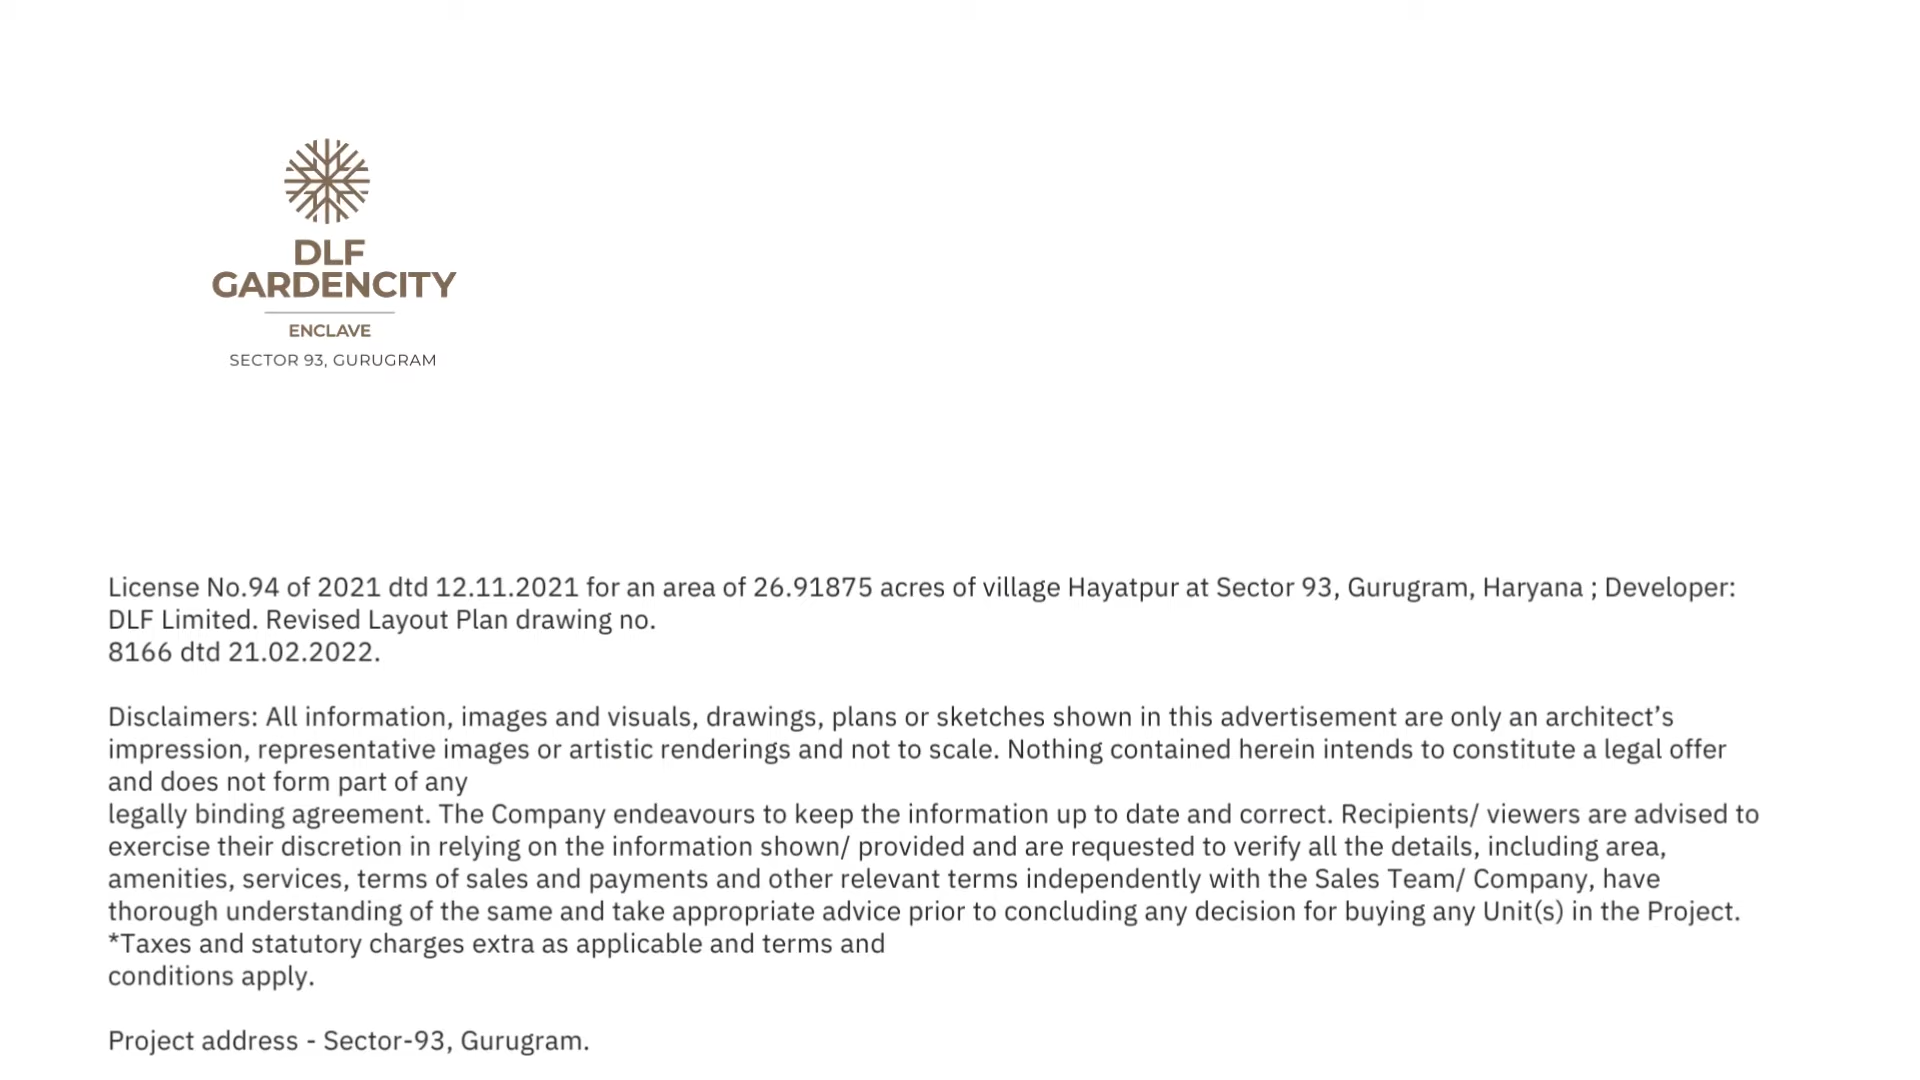 DLF
GARDENCITY
ENCLAVE
SECTOR 93, GURUGRAM
License No.94 of 2021 dtd 12.11.2021 for an area of 26.91875 acres of village Hayatpur at Sector 93, Gurugram, Haryana ; Developer:
DLF Limited. Revised Layout Plan drawing no.
8166 dtd 21.02.2022.
Disclaimers: All information, images and visuals, drawings, plans or sketches shown in this advertisement are only an architect’s
impression, representative images or artistic renderings and not to scale. Nothing contained herein intends to constitute a legal offer
and does not form part of any
legally binding agreement. The Company endeavours to keep the information up to date and correct. Recipients/ viewers are advised to
exercise their discretion in relying on the information shown/ provided and are requested to verify all the details, including area,
amenities, services, terms of sales and payments and other relevant terms independently with the Sales Team/ Company, have
thorough understanding of the same and take appropriate advice prior to concluding any decision for buying any Unit(s) in the Project.
*Taxes and statutory charges extra as applicable and terms and
conditions apply.
Project address - Sector-93, Gurugram.